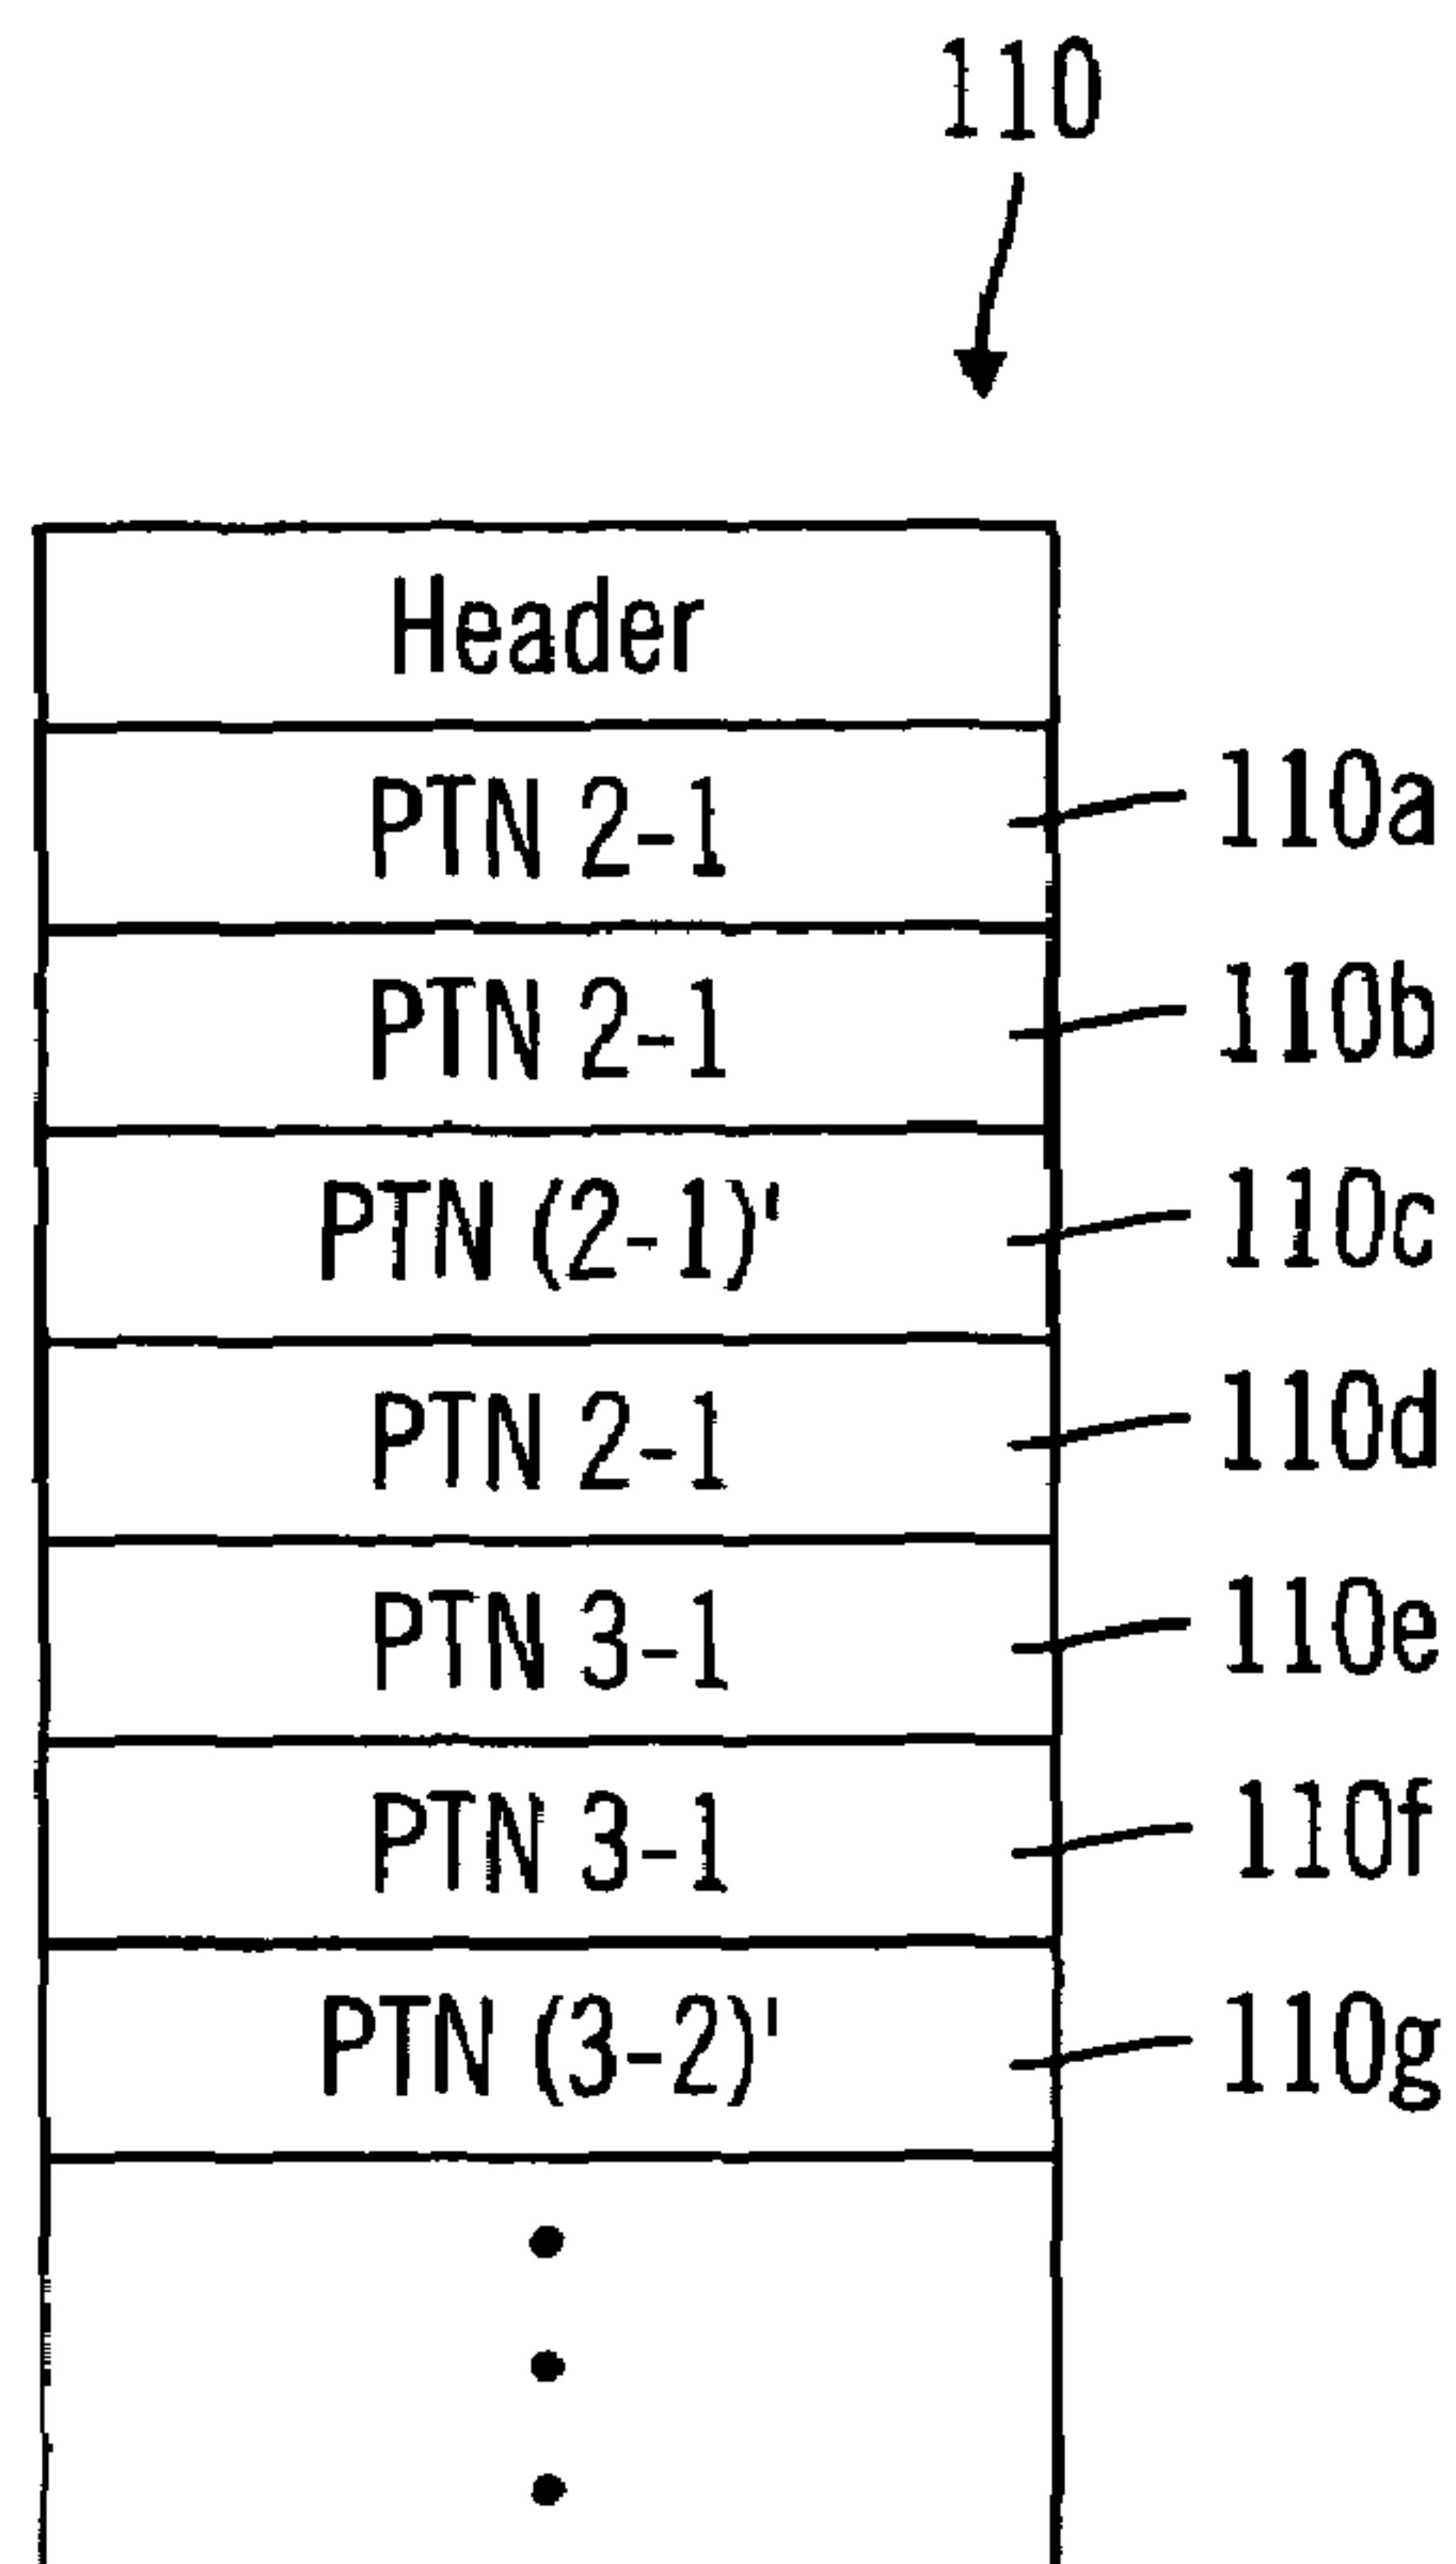 110
Header
PTN 2-1 110a
PTN 2-1 110b
PTN (2-1)' 110c
PTN 2-1 110d
PTN 3-1 110e
PTN 3-1 110f
PTN (3-2)' 110g